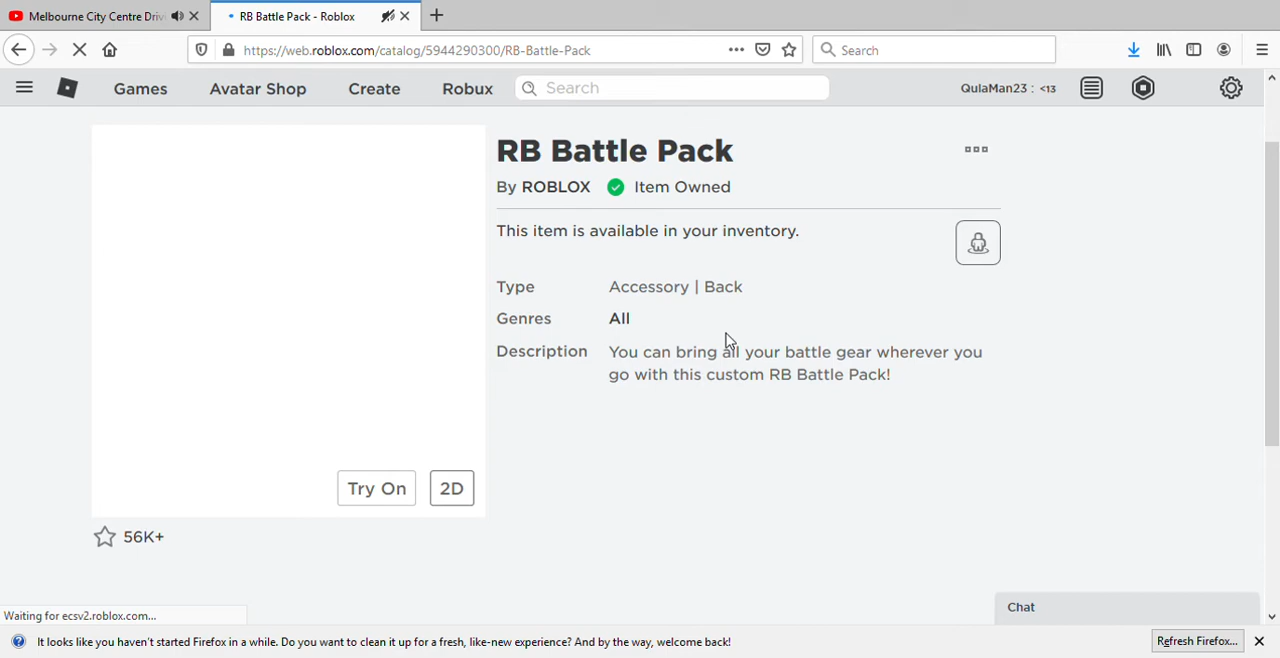 Melbourne City Centre Driv
RB Battle Pack - Roblox
https://web.roblox.com/catalog/5944290300/RB-Battle-Pack
Search
Games
Avatar Shop
Create
Robux
Search
QulaMan23 : <13
RB Battle Pack
By ROBLOX Item Owned
This item is available in your inventory.
Type Accessory | Back
Genres All
Description You can bring all your battle gear wherever you
go with this custom RB Battle Pack!
Try On 2D
56K+
Chat
Waiting for ecsv2.roblox.com...
It looks like you haven't started Firefox in a while. Do you want to clean it up for a fresh, like-new experience? And by the way, welcome back!
Refresh Firefox...